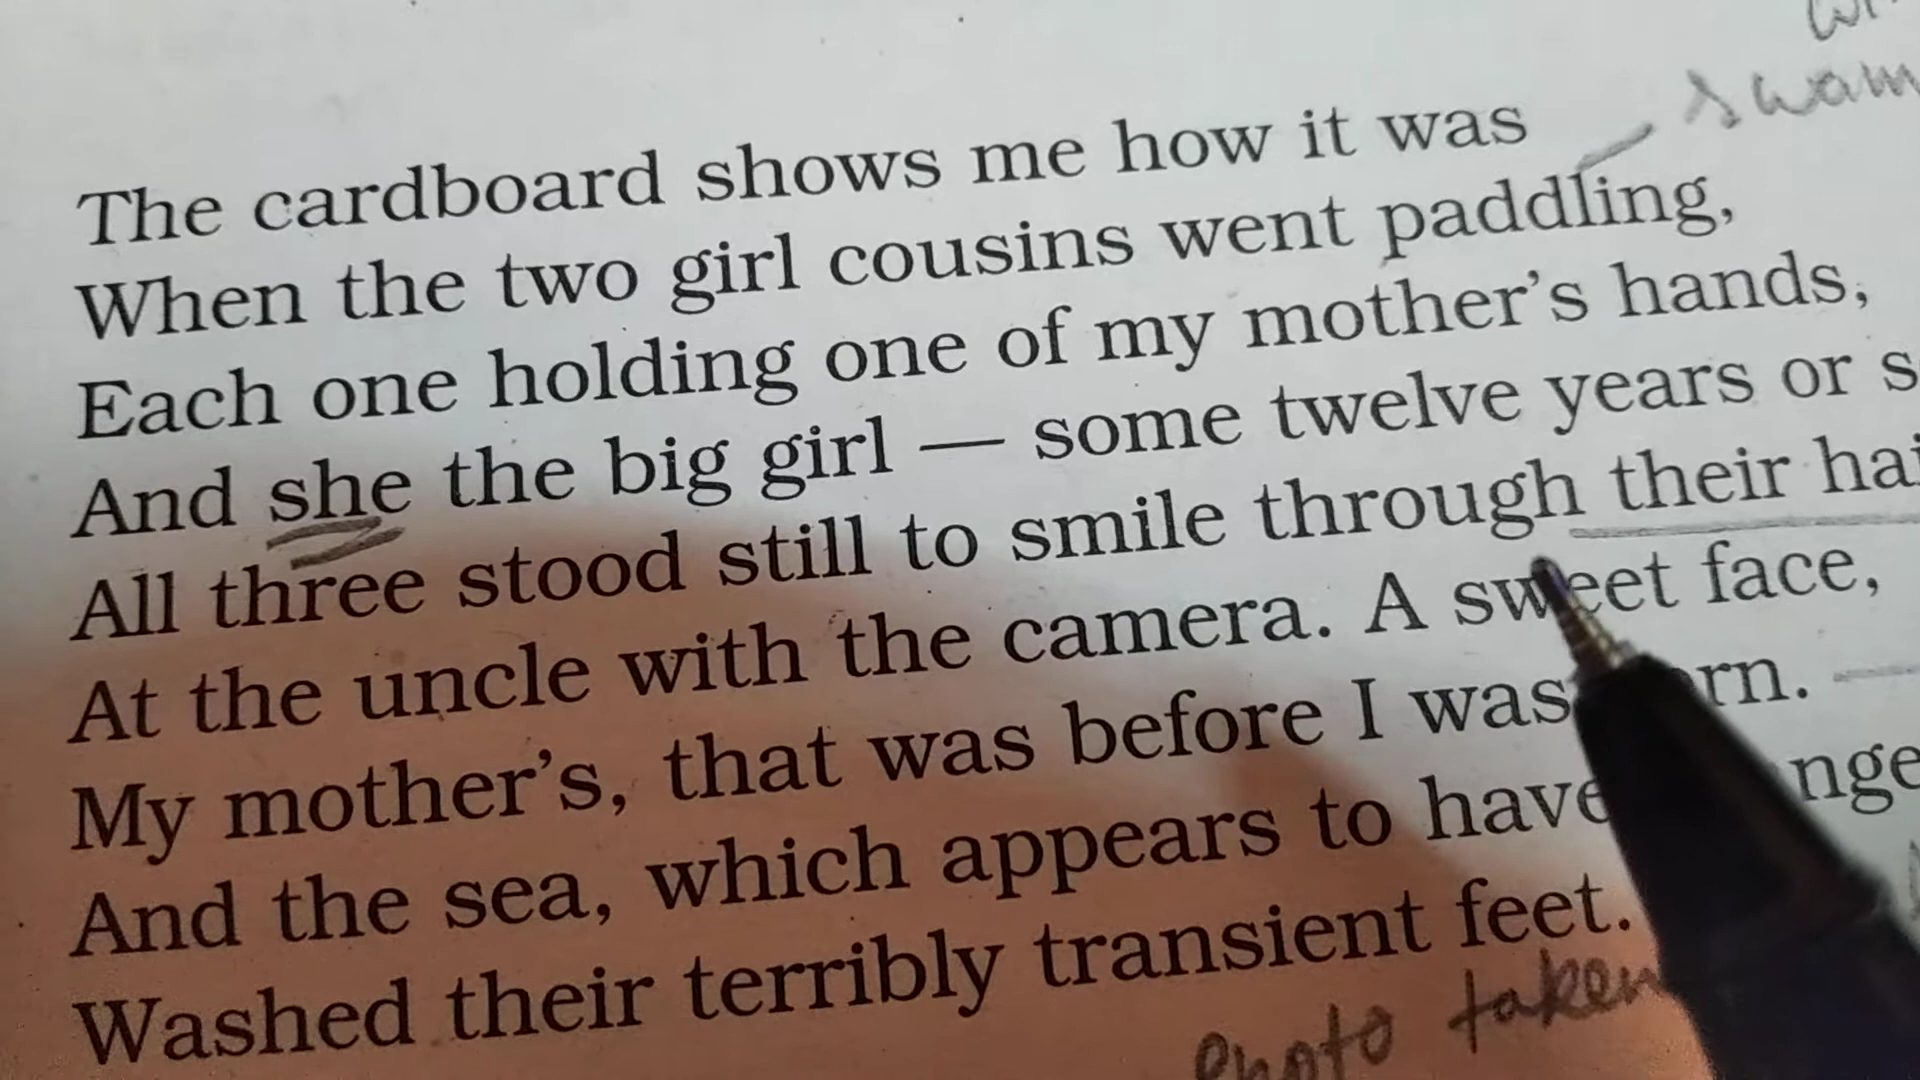 swam
The cardboard shows me how it was
When the two girl cousins went paddling,
Each one holding one of my mother's hands,
And she the big girl — some twelve years or
All three stood still to smile through their
At the uncle with the camera. A sweet face,
My mother's, that was before I was
And the sea, which appears to have
Washed their terribly transient feet.
Photo taken